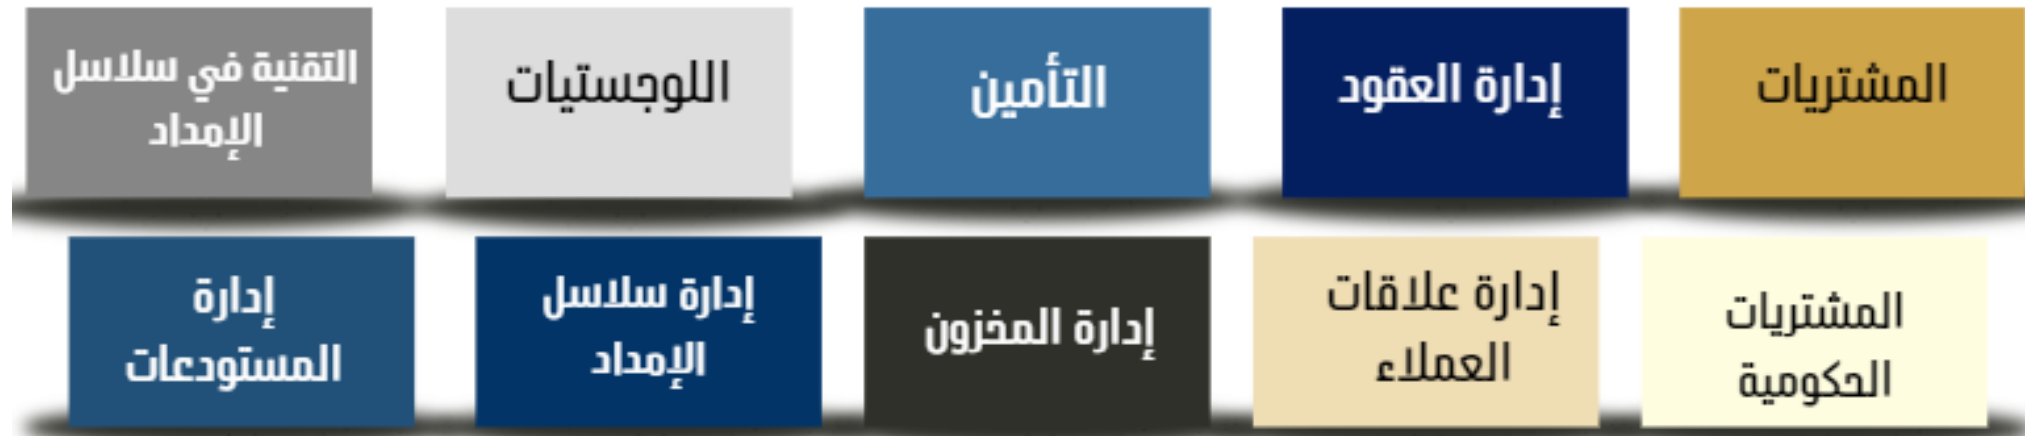 المشتريات
إدارة العقود
التأمين
اللوجستيات
التقنية في سلاسل
الإمداد
المشتريات
الحكومية
إدارة علاقات
العملاء
إدارة المخزون
إدارة سلاسل
الإمداد
إدارة
المستودعات